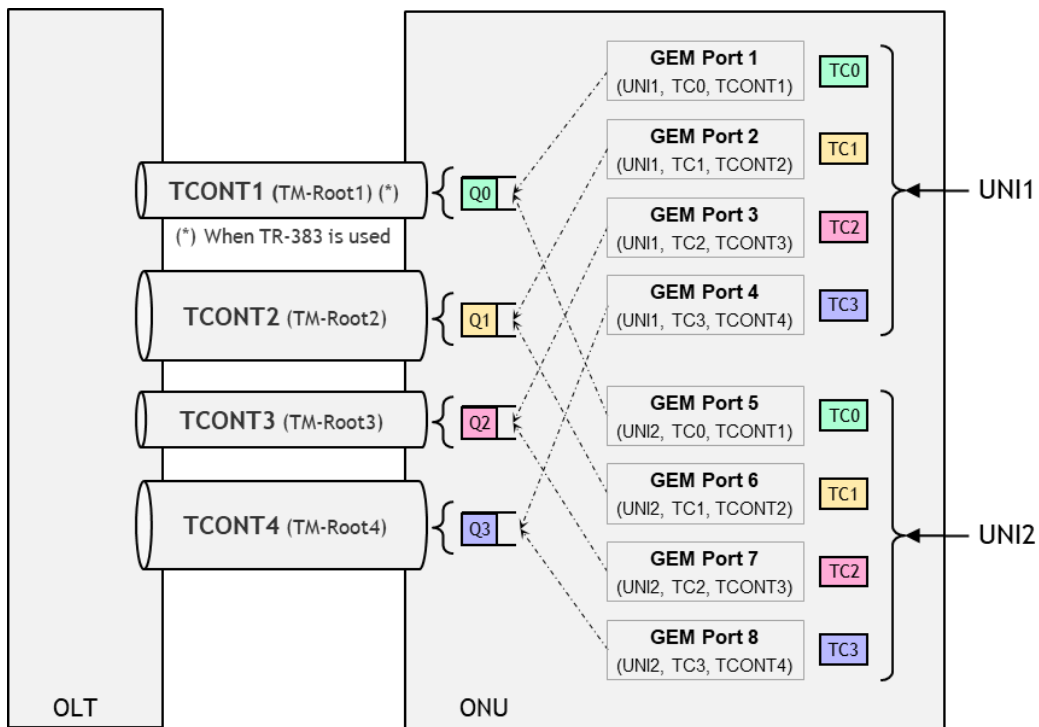 GEM Port 1
(UNI1, TC0, TCONT1)
TC0
GEM Port 2
(UNI1, TC1, TCONT2)
TC1
TCONT1 (TM-Root1) (*)
Q0
UNI1
(*) When TR-383 is used
GEM Port 3
(UNI1, TC2, TCONT3)
TC2
GEM Port 4
(UNI1, TC3, TCONT4)
TC3
TCONT2 (TM-Root2)
Q1
TCONT3 (TM-Root3)
Q2
GEM Port 5
(UNI2, TC0, TCONT1)
TC0
GEM Port 6
(UNI2, TC1, TCONT2)
TC1
TCONT4 (TM-Root4)
Q3
UNI2
GEM Port 7
(UNI2, TC2, TCONT3)
TC2
GEM Port 8
(UNI2, TC3, TCONT4)
TC3
OLT
ONU